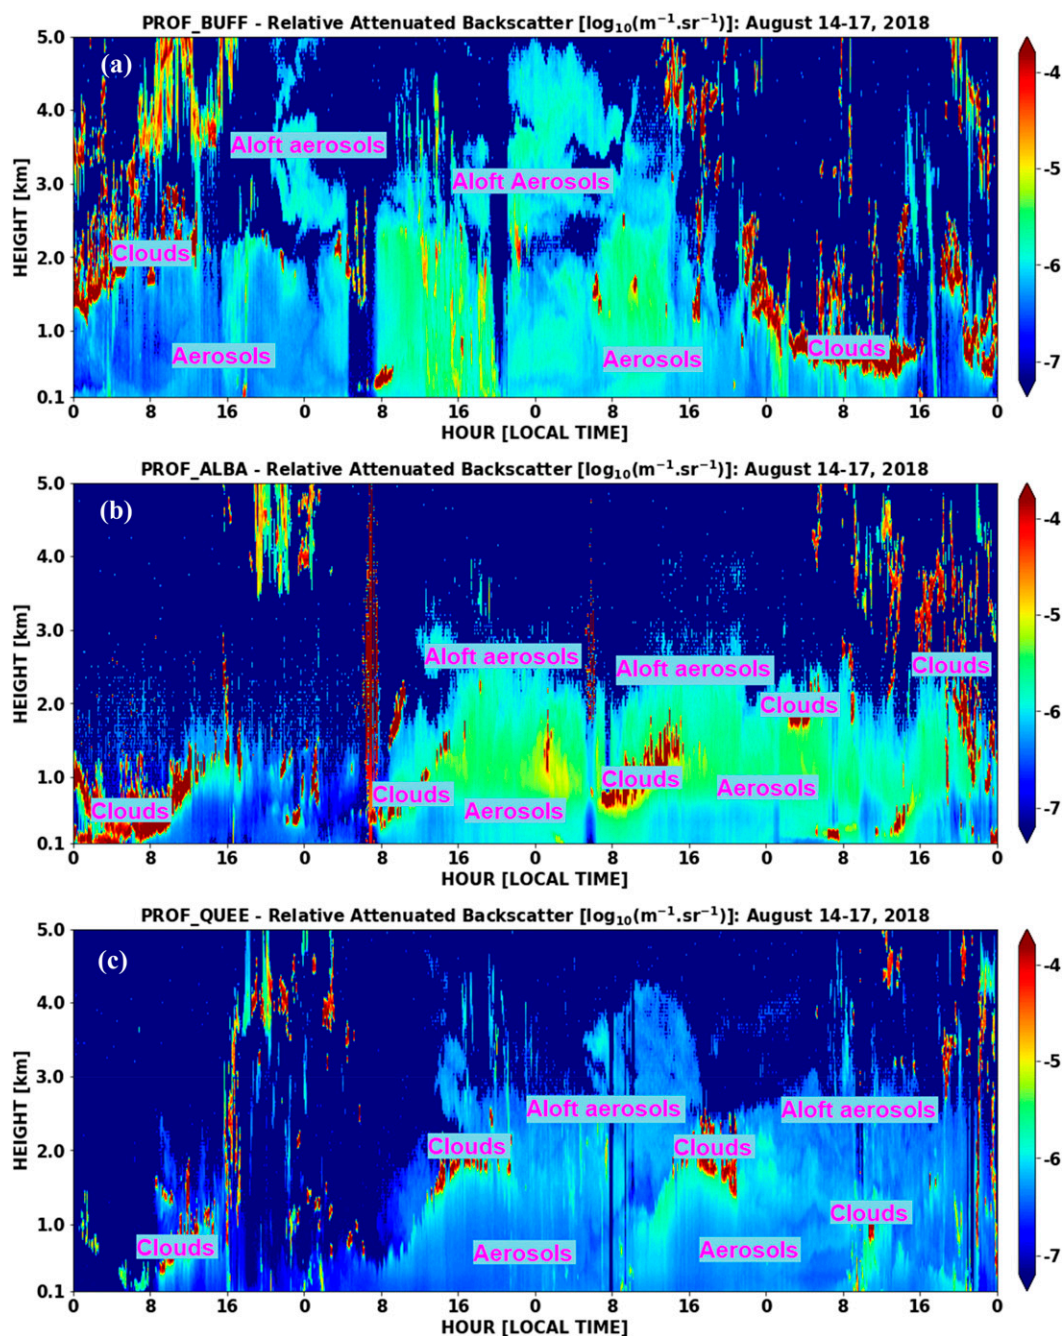 PROF_BUFF - Relative Attenuated Backscatter [log₁₀(m⁻¹.sr⁻¹)]: August 14-17, 2018
(a)
5.0
4.0
3.0
2.0
1.0
0.1
HEIGHT [km]
Aloft aerosols
Aloft Aerosols
Clouds
Aerosols
Aerosols
Clouds
0 8 16 0 8 16 0 8 16 0 8 16 0
HOUR [LOCAL TIME]
-4
-5
-6
-7
PROF_ALBA - Relative Attenuated Backscatter [log₁₀(m⁻¹.sr⁻¹)]: August 14-17, 2018
(b)
5.0
4.0
3.0
2.0
1.0
0.1
HEIGHT [km]
Aloft aerosols
Aloft aerosols
Clouds
Clouds
Clouds
Clouds
Clouds
Aerosols
Aerosols
0 8 16 0 8 16 0 8 16 0 8 16 0
HOUR [LOCAL TIME]
-4
-5
-6
-7
PROF_QUEE - Relative Attenuated Backscatter [log₁₀(m⁻¹.sr⁻¹)]: August 14-17, 2018
(c)
5.0
4.0
3.0
2.0
1.0
0.1
HEIGHT [km]
Aloft aerosols
Aloft aerosols
Clouds
Clouds
Clouds
Clouds
Aerosols
Aerosols
0 8 16 0 8 16 0 8 16 0 8 16 0
HOUR [LOCAL TIME]
-4
-5
-6
-7